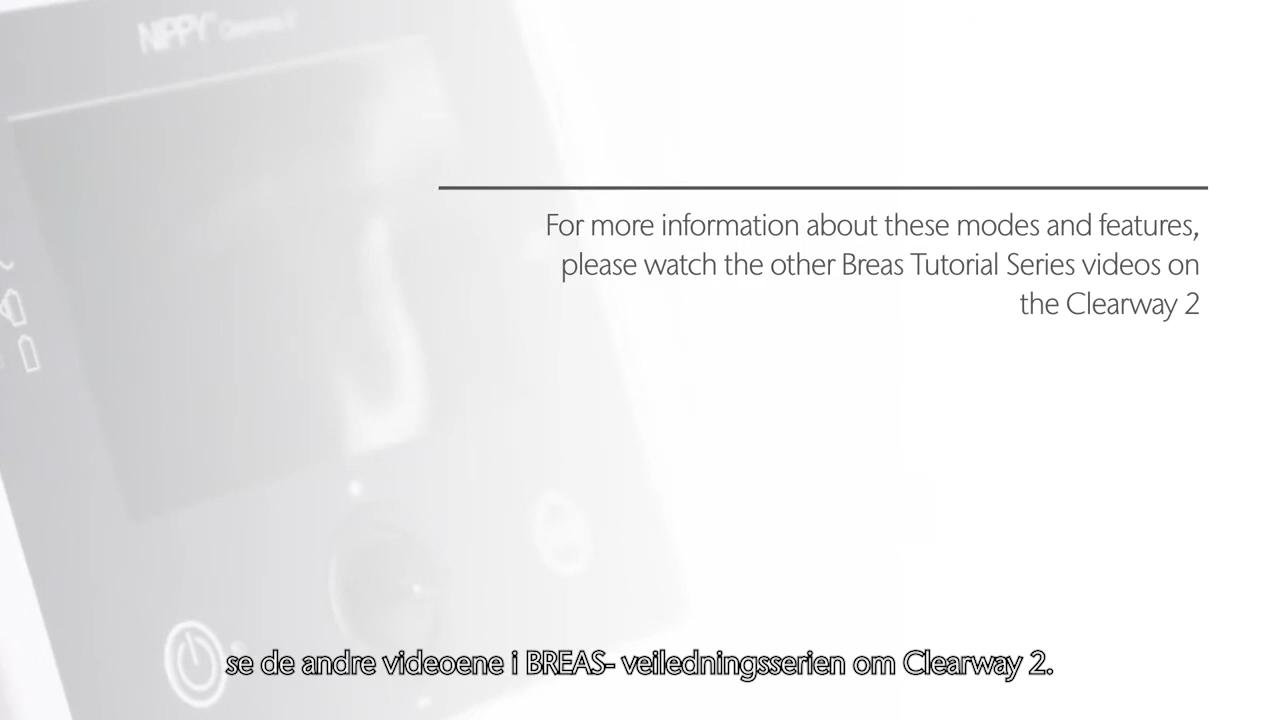 NIPPY
For more information about these modes and features,
please watch the other Breas Tutorial Series videos on
the Clearway 2
se de andre videoene i BREAS- veiledningsserien om Clearway 2.